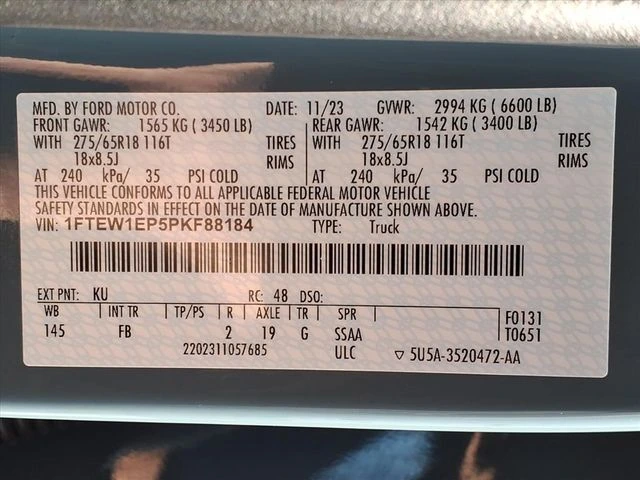 MFD. BY FORD MOTOR CO. DATE: 11/23 GVWR: 2994 KG ( 6600 LB)
FRONT GAWR: 1565 KG ( 3450 LB) REAR GAWR: 1542 KG ( 3400 LB)
WITH 275/65R18 116T TIRES WITH 275/65R18 116T TIRES
18x8.5J RIMS 18x8.5J RIMS
AT 240 kPa/ 35 PSI COLD AT 240 kPa/ 35 PSI COLD
THIS VEHICLE CONFORMS TO ALL APPLICABLE FEDERAL MOTOR VEHICLE
SAFETY STANDARDS IN EFFECT ON THE DATE OF MANUFACTURE SHOWN ABOVE.
VIN: 1FTEW1EP5PKF88184 TYPE: Truck
EXT PNT: KU RC: 48 DSO:
WB INT TR TP/PS R AXLE TR SPR F0131
145 FB 2 19 G SSAA T0651
2202311057685 ULC ▽ 5U5A-3520472-AA